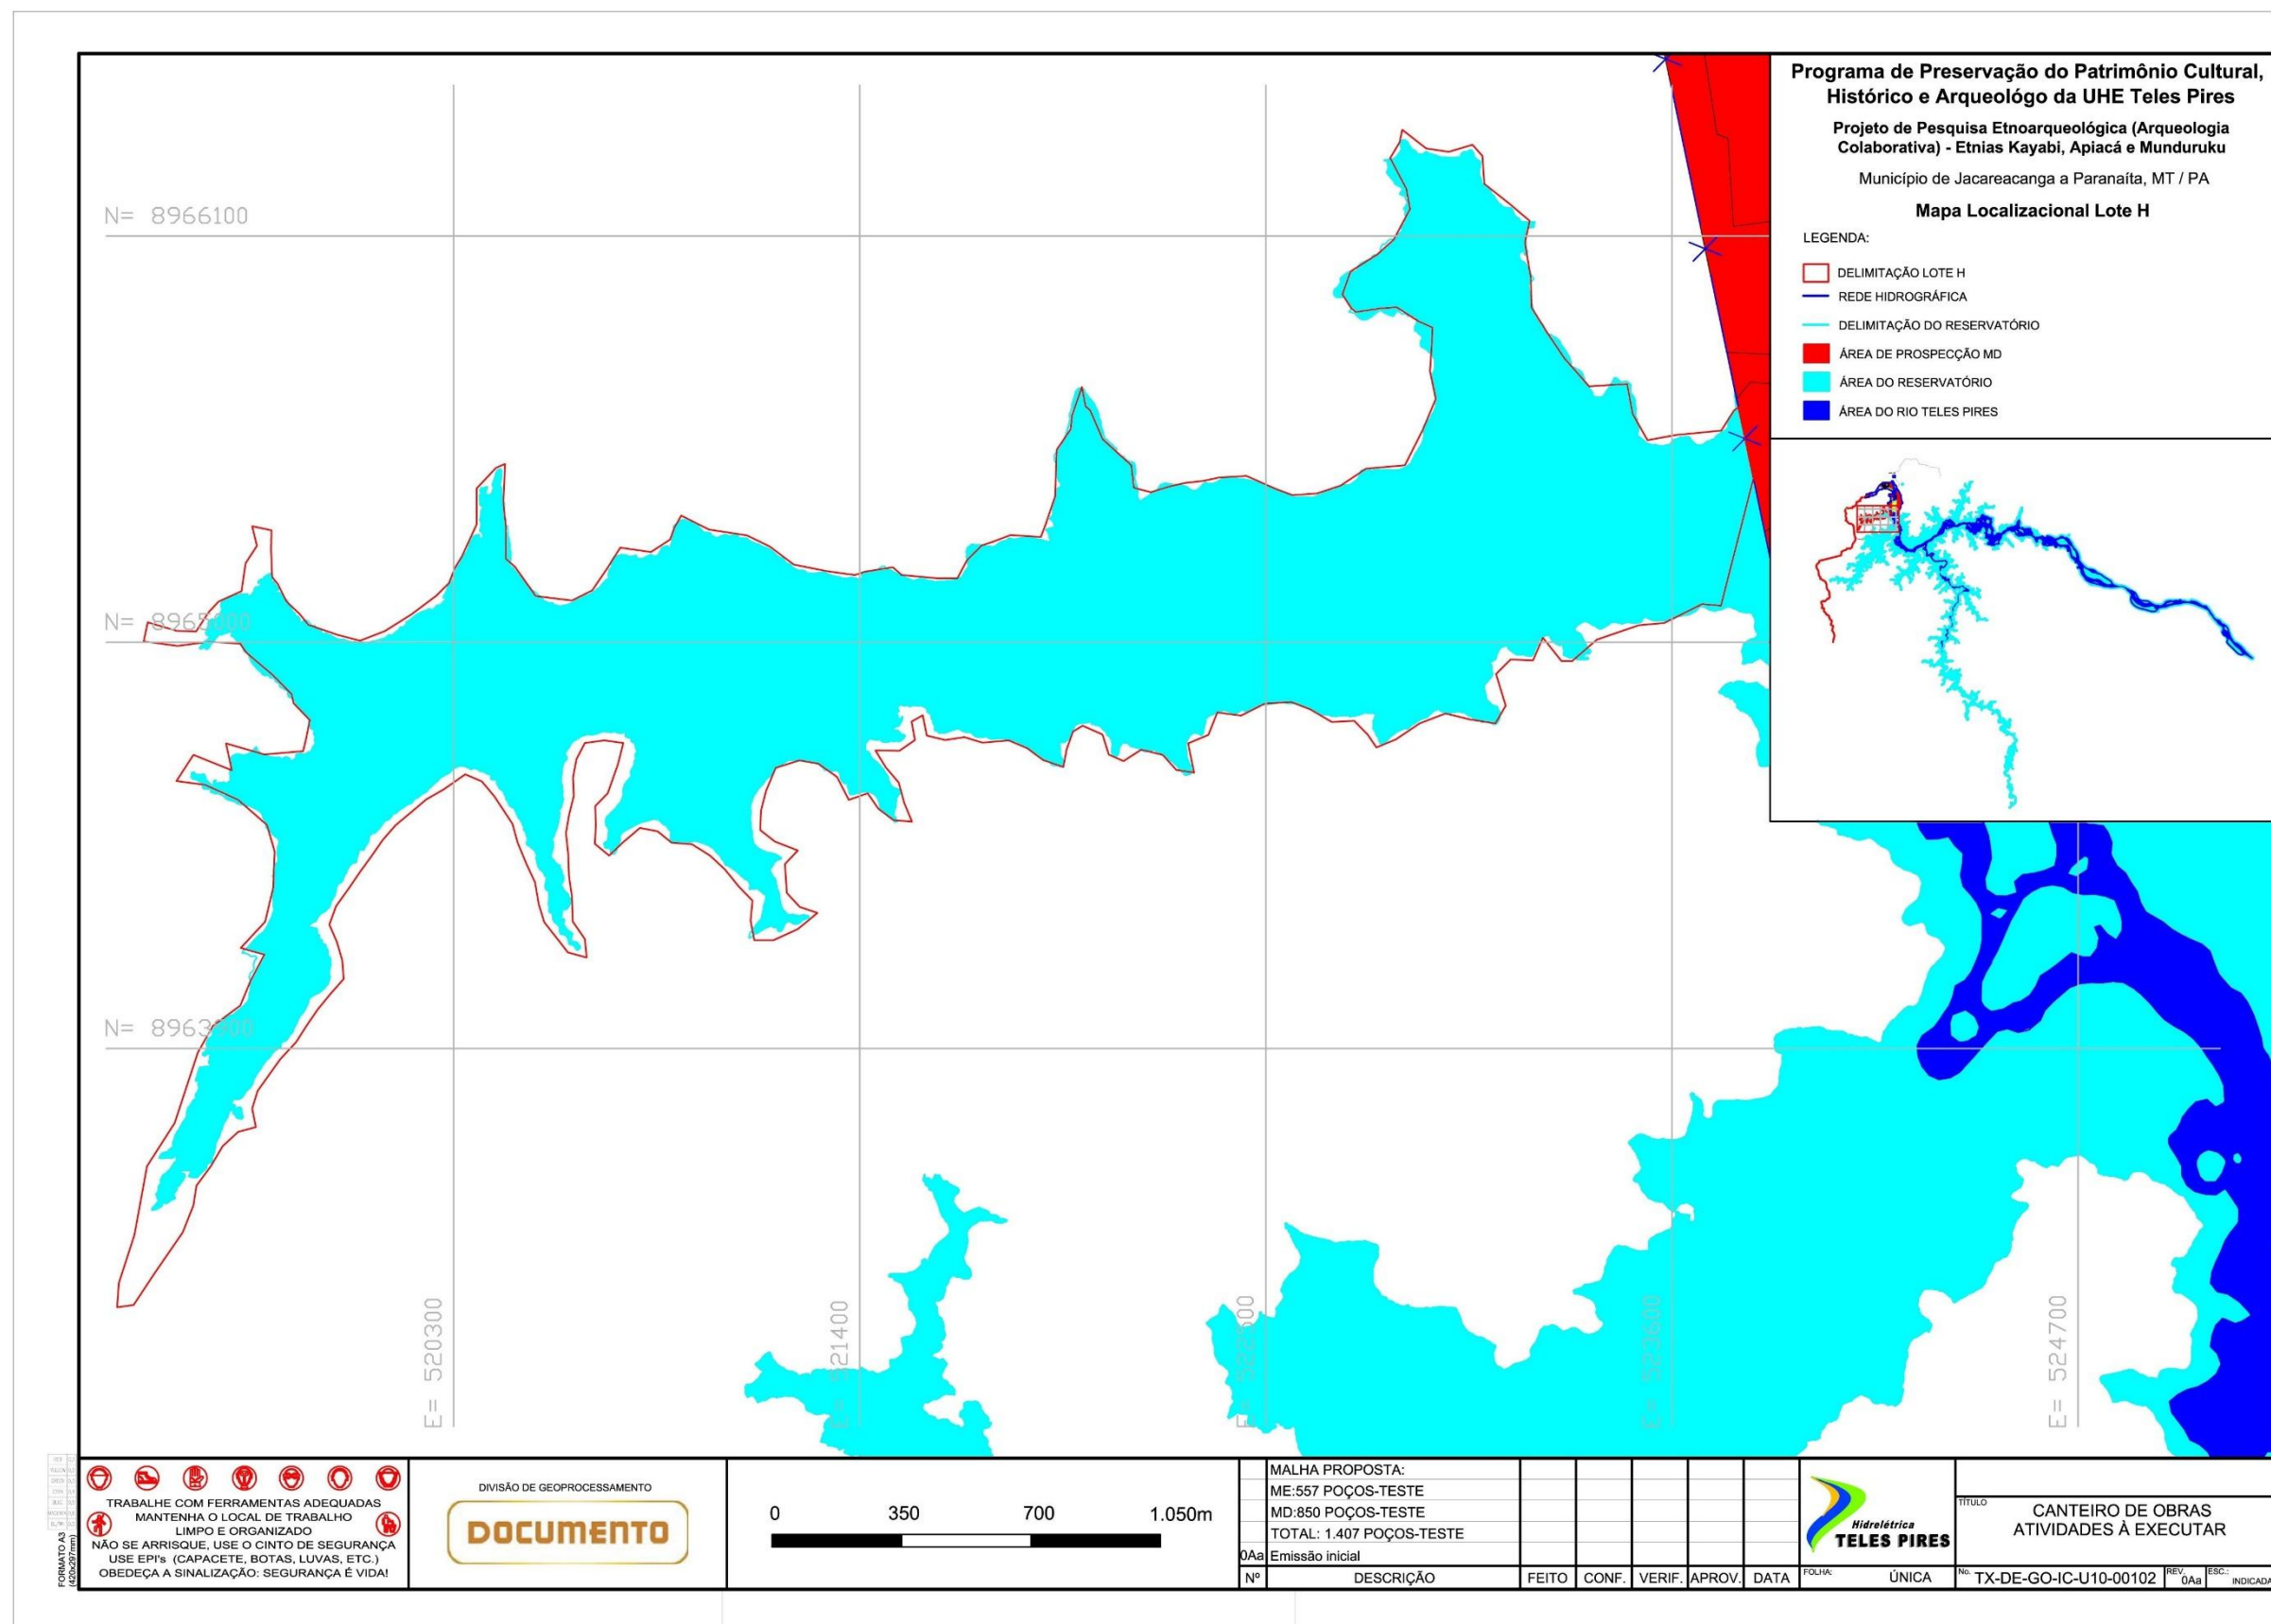 Programa de Preservação do Patrimônio Cultural,
Histórico e Arqueológo da UHE Teles Pires
Projeto de Pesquisa Etnoarqueológica (Arqueologia
Colaborativa) - Etnias Kayabi, Apiacá e Munduruku
Município de Jacareacanga a Paranaíta, MT / PA
Mapa Localizacional Lote H
LEGENDA:
DELIMITAÇÃO LOTE H
REDE HIDROGRÁFICA
DELIMITAÇÃO DO RESERVATÓRIO
ÁREA DE PROSPECÇÃO MD
ÁREA DO RESERVATÓRIO
ÁREA DO RIO TELES PIRES
N= 8966100
N= 8965000
N= 8963900
E= 520300
E= 521400
E= 522500
E= 523600
E= 524700
FORMATO A3
(420x297mm)
TRABALHE COM FERRAMENTAS ADEQUADAS
MANTENHA O LOCAL DE TRABALHO
LIMPO E ORGANIZADO
NÃO SE ARRISQUE, USE O CINTO DE SEGURANÇA
USE EPI's (CAPACETE, BOTAS, LUVAS, ETC.)
OBEDEÇA A SINALIZAÇÃO: SEGURANÇA É VIDA!
DIVISÃO DE GEOPROCESSAMENTO
DOCUMENTO
0 350 700 1.050m
MALHA PROPOSTA:
ME:557 POÇOS-TESTE
MD:850 POÇOS-TESTE
TOTAL: 1.407 POÇOS-TESTE
0Aa Emissão inicial
Nº DESCRIÇÃO FEITO CONF. VERIF. APROV. DATA
Hidrelétrica
TELES PIRES
FOLHA: ÚNICA
TÍTULO
CANTEIRO DE OBRAS
ATIVIDADES À EXECUTAR
No. TX-DE-GO-IC-U10-00102
REV. 0Aa
ESC.: INDICADA